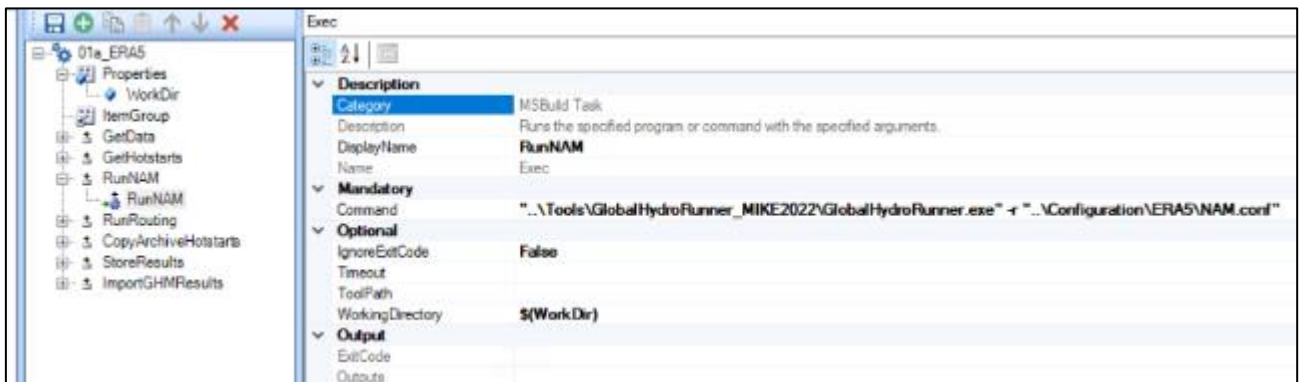 Exec
01a_ERA5
Properties
WorkDir
ItemGroup
GetData
GetHotstarts
RunNAM
RunNAM
RunRouting
CopyArchiveHotstarts
StoreResults
ImportGHMResults
Description
Category MSBuild Task
Description Runs the specified program or command with the specified arguments.
DisplayName RunNAM
Name Exec
Mandatory
Command "..\Tools\GlobalHydroRunner_MIKE2022\GlobalHydroRunner.exe" -r "..\Configuration\ERA5\NAM.conf"
Optional
IgnoreExitCode False
Timeout
ToolPath
WorkingDirectory $(WorkDir)
Output
ExitCode
Outputs